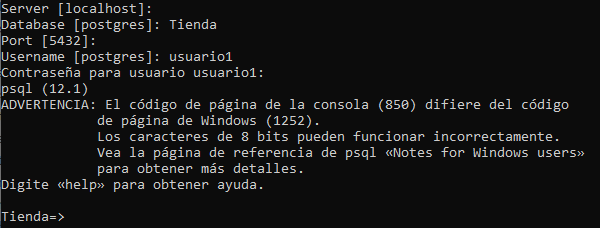 Server [localhost]:
Database [postgres]: Tienda
Port [5432]:
Username [postgres]: usuario1
Contraseña para usuario usuario1:
psql (12.1)
ADVERTENCIA: El código de página de la consola (850) difiere del código
            de página de Windows (1252).
            Los caracteres de 8 bits pueden funcionar incorrectamente.
            Vea la página de referencia de psql «Notes for Windows users»
            para obtener más detalles.
Digite «help» para obtener ayuda.

Tienda=>